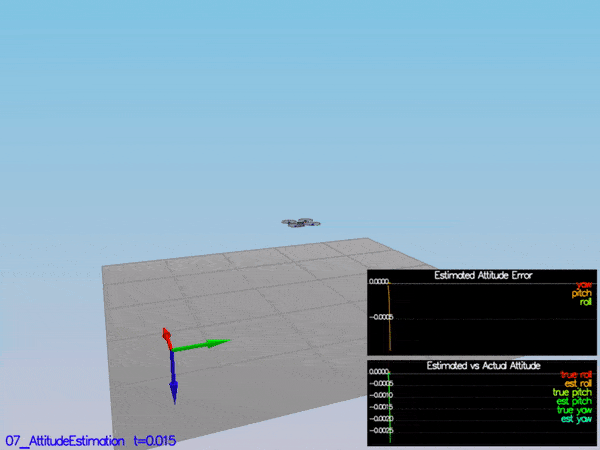 Estimated Attitude Error
0.0000
yaw
pitch
roll
-0.0005
Estimated vs Actual Attitude
0.0000
-0.0005
-0.0010
-0.0015
-0.0020
-0.0025
true roll
est roll
true pitch
est pitch
true yaw
est yaw
07_AttitudeEstimation t=0.015